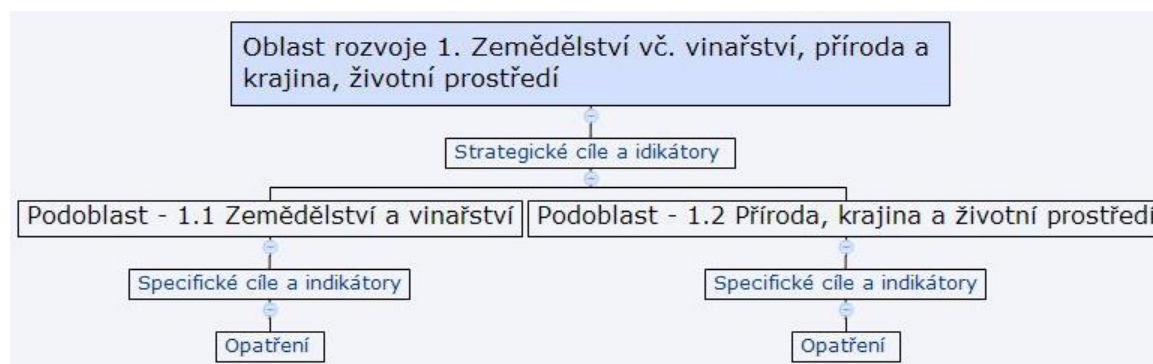 Oblast rozvoje 1. Zemědělství vč. vinařství, příroda a
krajina, životní prostředí
Strategické cíle a idikátory
Podoblast - 1.1 Zemědělství a vinařství
Podoblast - 1.2 Příroda, krajina a životní prostředí
Specifické cíle a indikátory
Specifické cíle a indikátory
Opatření
Opatření